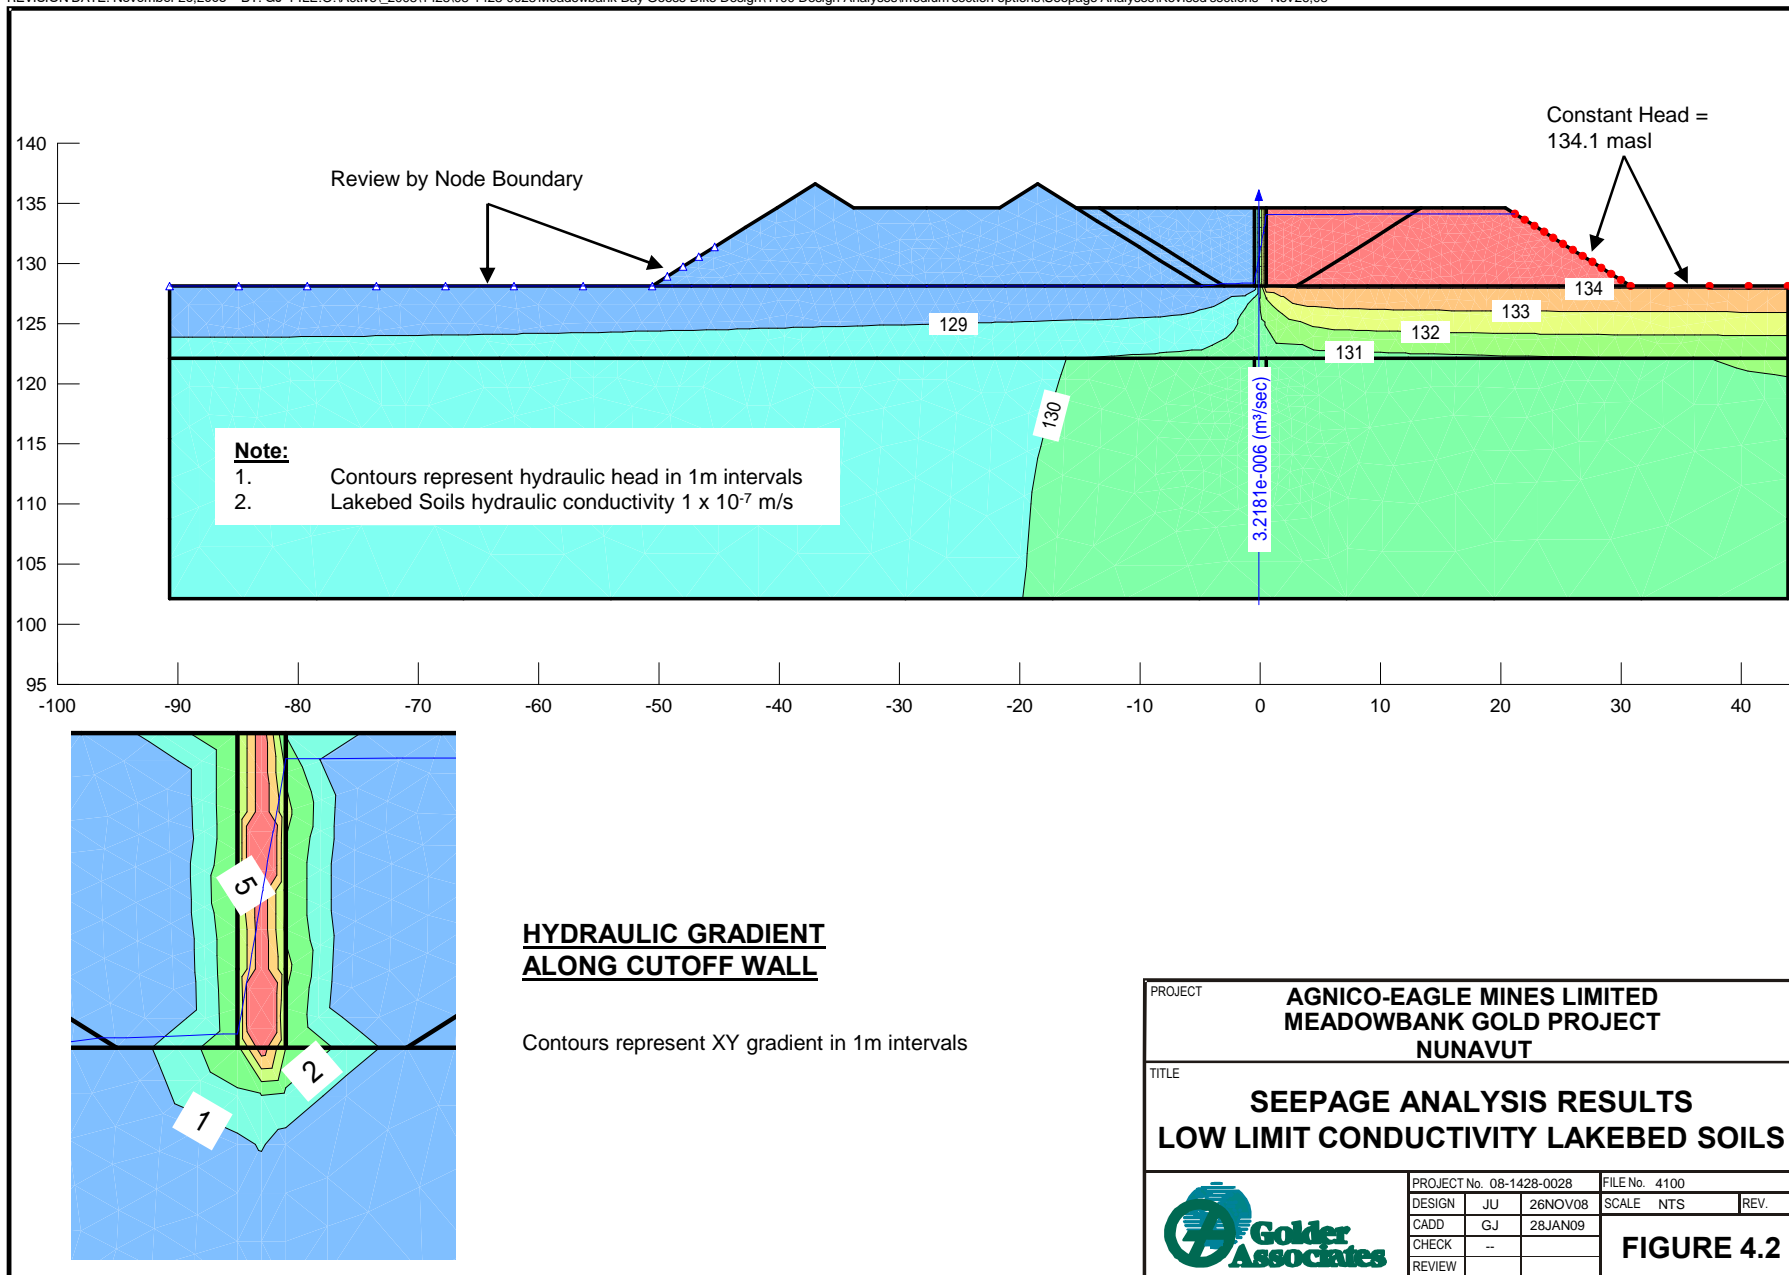 Constant Head =
134.1 masl
Review by Node Boundary
140
135
130
125
120
115
110
105
100
95
134
133
132
131
129
130
3.2181e-006 (m³/sec)
Note:
1. Contours represent hydraulic head in 1m intervals
2. Lakebed Soils hydraulic conductivity 1 x 10⁻⁷ m/s
-100 -90 -80 -70 -60 -50 -40 -30 -20 -10 0 10 20 30 40
5
2
1
HYDRAULIC GRADIENT
ALONG CUTOFF WALL
Contours represent XY gradient in 1m intervals
PROJECT
AGNICO-EAGLE MINES LIMITED
MEADOWBANK GOLD PROJECT
NUNAVUT
TITLE
SEEPAGE ANALYSIS RESULTS
LOW LIMIT CONDUCTIVITY LAKEBED SOILS
Golder
Associates
PROJECT No. 08-1428-0028 FILE No. 4100
DESIGN JU 26NOV08 SCALE NTS REV.
CADD GJ 28JAN09
CHECK --
REVIEW
FIGURE 4.2